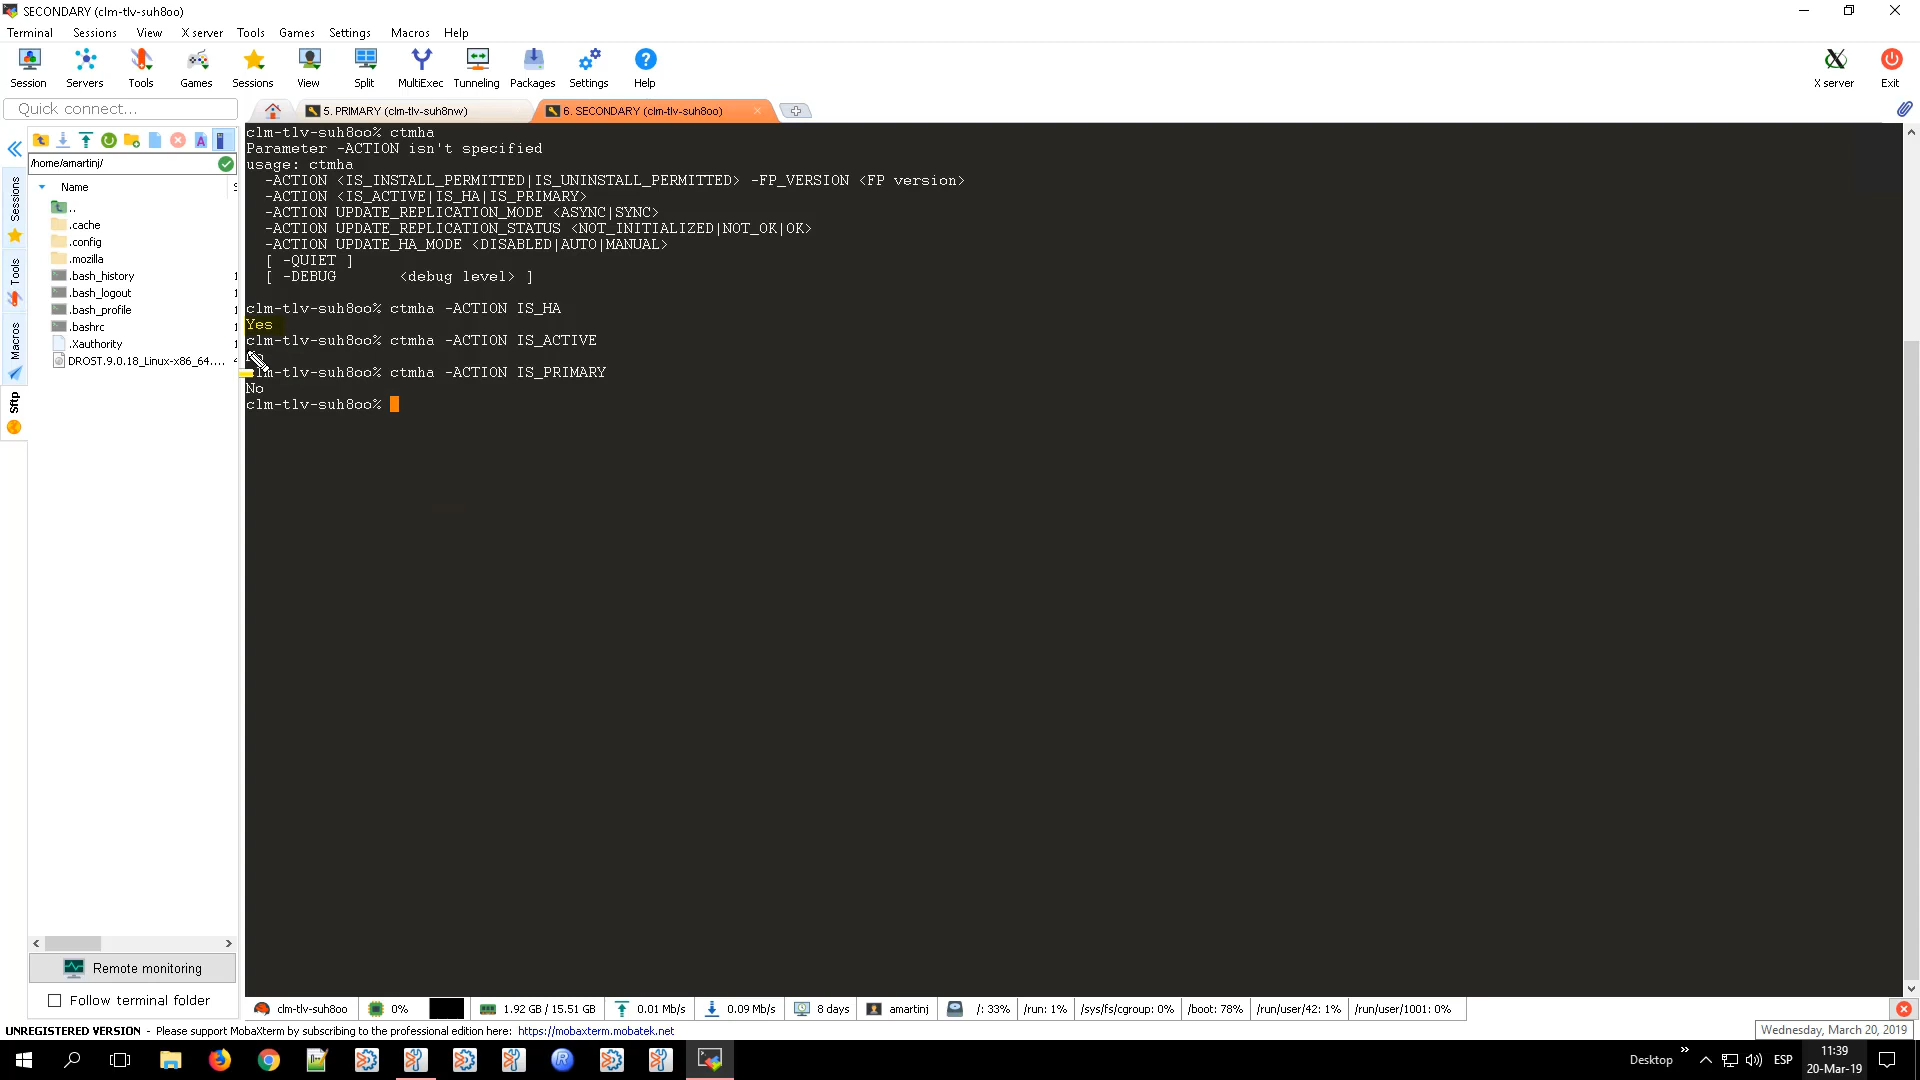 SECONDARY (clm-tlv-suh8oo)
Terminal Sessions View X server Tools Games Settings Macros Help
Session Servers Tools Games Sessions View Split MultiExec Tunneling Packages Settings Help X server Exit
Quick connect...
5. PRIMARY (clm-tlv-suh8nw)
6. SECONDARY (clm-tlv-suh8oo)
/home/amartinj/
Name
..
.cache
.config
.mozilla
.bash_history
.bash_logout
.bash_profile
.bashrc
.Xauthority
DROST.9.0.18_Linux-x86_64....
Sessions
Tools
Macros
Sftp
clm-tlv-suh8oo% ctmha
Parameter -ACTION isn't specified
usage: ctmha
-ACTION <IS_INSTALL_PERMITTED|IS_UNINSTALL_PERMITTED> -FP_VERSION <FP version>
-ACTION <IS_ACTIVE|IS_HA|IS_PRIMARY>
-ACTION UPDATE_REPLICATION_MODE <ASYNC|SYNC>
-ACTION UPDATE_REPLICATION_STATUS <NOT_INITIALIZED|NOT_OK|OK>
-ACTION UPDATE_HA_MODE <DISABLED|AUTO|MANUAL>
[ -QUIET ]
[ -DEBUG <debug level> ]
clm-tlv-suh8oo% ctmha -ACTION IS_HA
Yes
clm-tlv-suh8oo% ctmha -ACTION IS_ACTIVE
clm-tlv-suh8oo% ctmha -ACTION IS_PRIMARY
No
clm-tlv-suh8oo%
Remote monitoring
Follow terminal folder
clm-tlv-suh8oo 0% 1.92 GB / 15.51 GB 0.01 Mb/s 0.09 Mb/s 8 days amartinj /: 33% /run: 1% /sys/fs/cgroup: 0% /boot: 78% /run/user/42: 1% /run/user/1001: 0%
UNREGISTERED VERSION - Please support MobaXterm by subscribing to the professional edition here: https://mobaxterm.mobatek.net
Wednesday, March 20, 2019
Desktop ESP 11:39
20-Mar-19